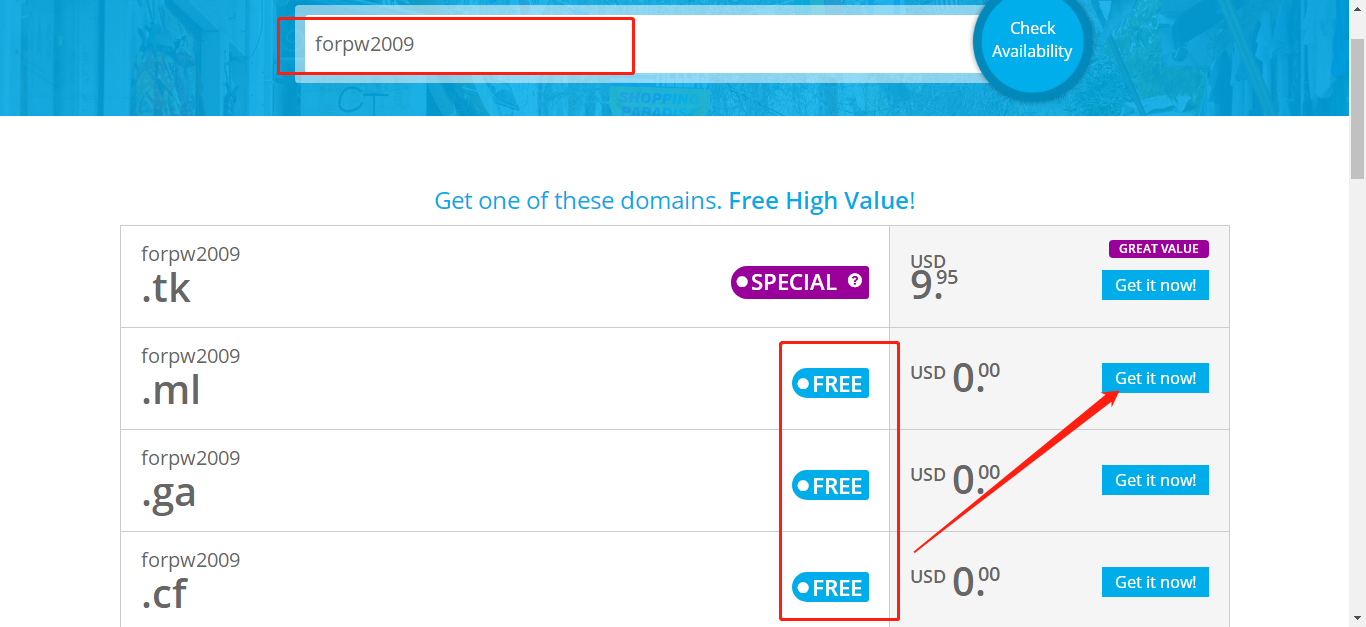 forpw2009
Check
Availability
CT
SHOPPING
PARADISE
Get one of these domains. Free High Value!
forpw2009
.tk
SPECIAL ?
USD
9.95
GREAT VALUE
Get it now!
forpw2009
.ml
FREE
USD 0.00
Get it now!
forpw2009
.ga
FREE
USD 0.00
Get it now!
forpw2009
.cf
FREE
USD 0.00
Get it now!